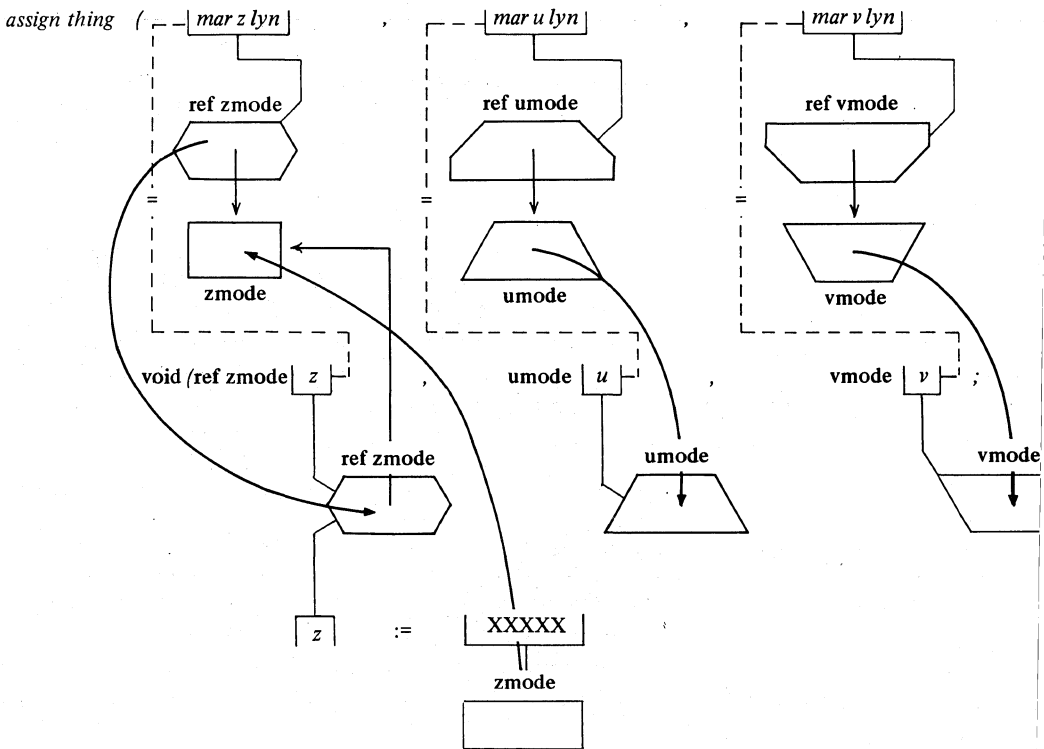 assign thing ( mar z lyn , mar u lyn , mar v lyn
ref zmode ref umode ref vmode
= = =
zmode umode vmode
void (ref zmode z , umode u , vmode v ;
ref zmode umode vmode
z := XXXXX
zmode